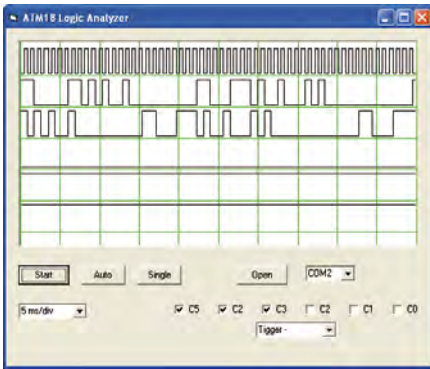 ATM18 Logic Analyzer
Start Auto Single Open COM2
5 ms/div C5 C2 C3 C2 C1 C0
Tigger -